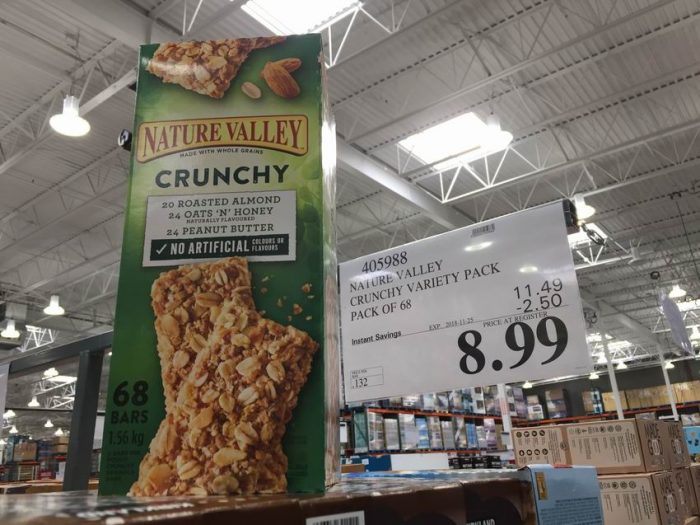 NATURE VALLEY
MADE WITH WHOLE GRAINS
CRUNCHY
20 ROASTED ALMOND
24 OATS 'N' HONEY
NATURALLY FLAVOURED
24 PEANUT BUTTER
✓ NO ARTIFICIAL COLOURS OR FLAVOURS
68
BARS
1.56 kg
405988
NATURE VALLEY
CRUNCHY VARIETY PACK
PACK OF 68
11.49
-2.50
Instant Savings
EXP 2018-11-25
PRICE AT REGISTER
8.99
132